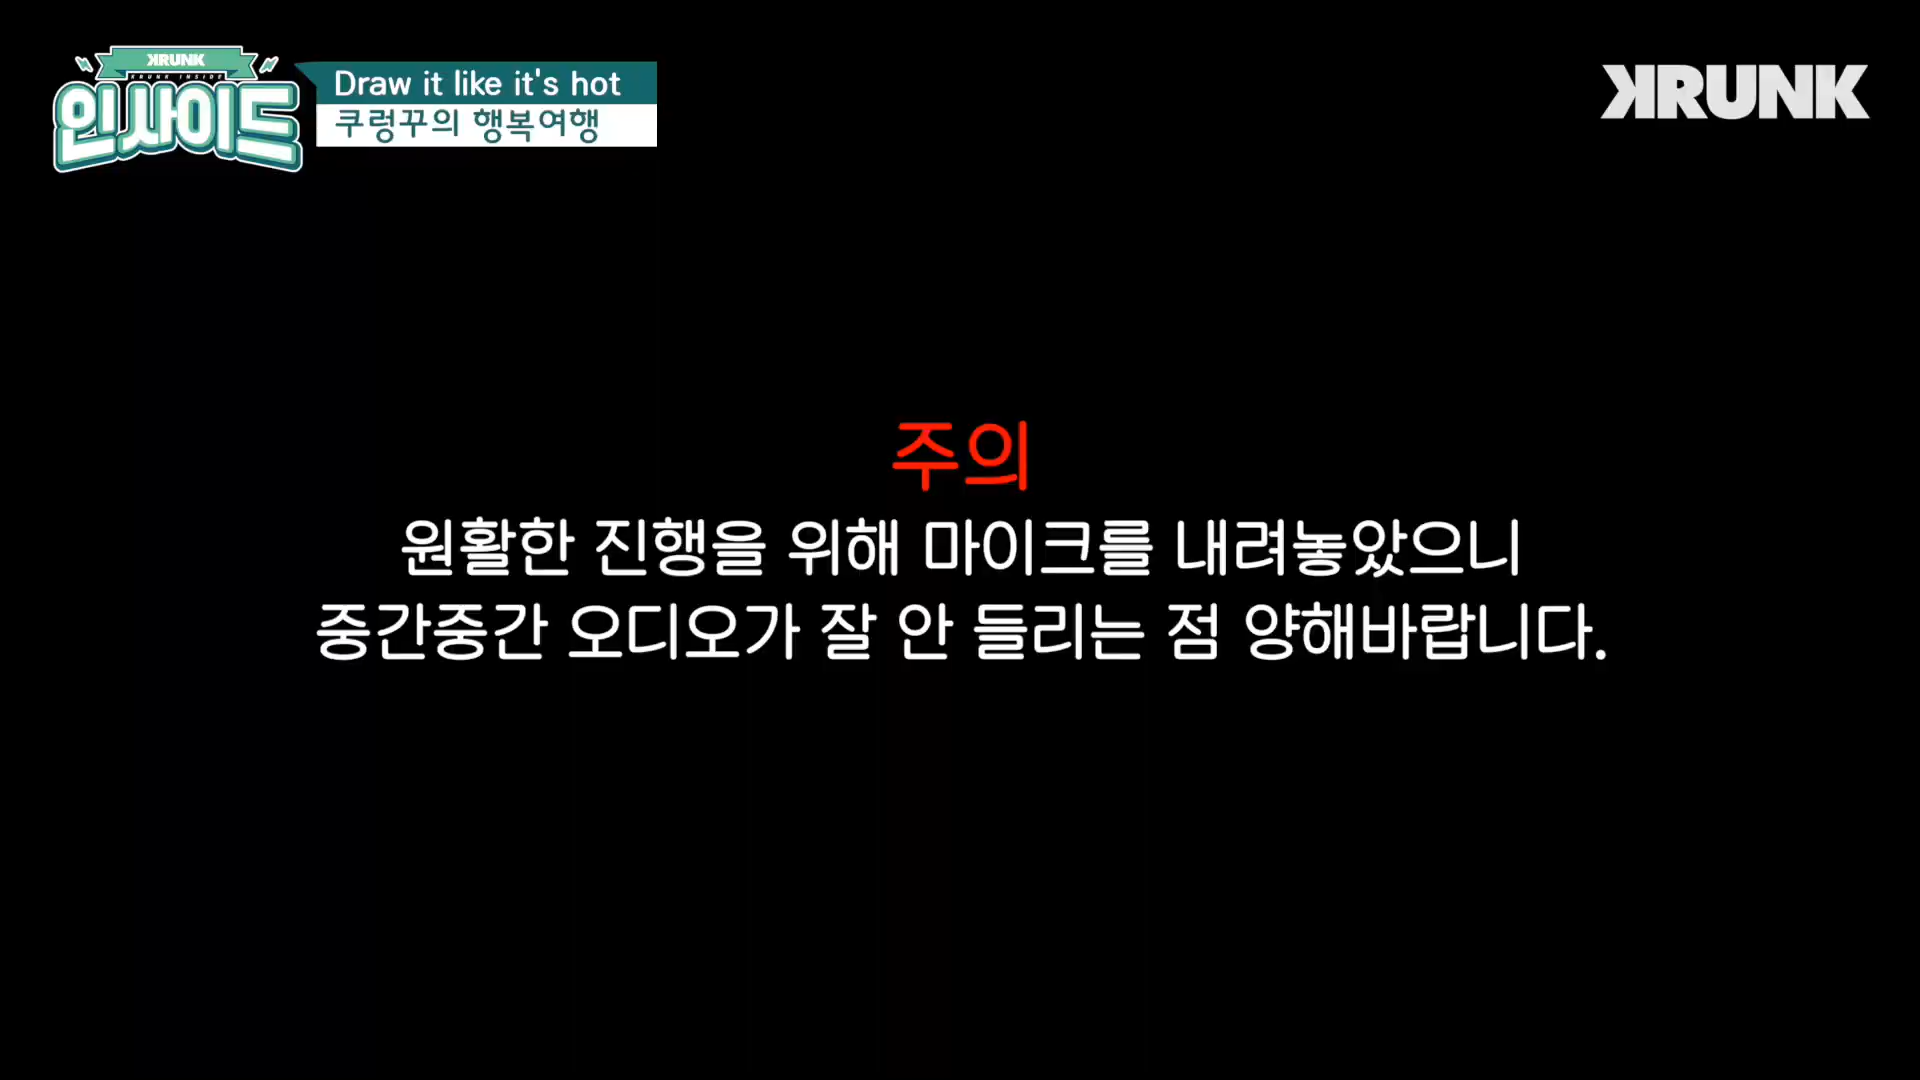 KRUNK
KRUNK INSIDE
인싸이드
Draw it like it's hot
쿠렁꾸의 행복여행
KRUNK
주의
원활한 진행을 위해 마이크를 내려놓았으니
중간중간 오디오가 잘 안 들리는 점 양해바랍니다.